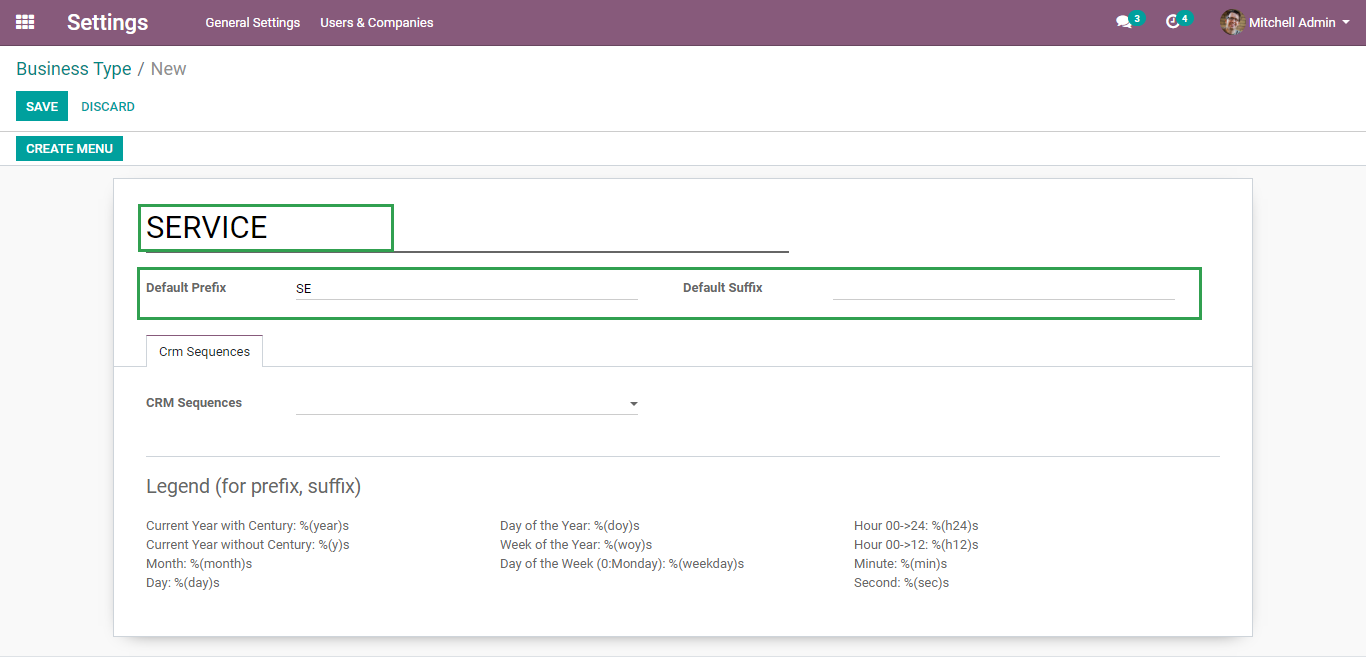 Settings General Settings Users & Companies 3 4 Mitchell Admin
Business Type / New
SAVE DISCARD
CREATE MENU
SERVICE
Default Prefix SE Default Suffix
Crm Sequences
CRM Sequences
Legend (for prefix, suffix)
Current Year with Century: %(year)s Day of the Year: %(doy)s Hour 00->24: %(h24)s
Current Year without Century: %(y)s Week of the Year: %(woy)s Hour 00->12: %(h12)s
Month: %(month)s Day of the Week (0:Monday): %(weekday)s Minute: %(min)s
Day: %(day)s Second: %(sec)s